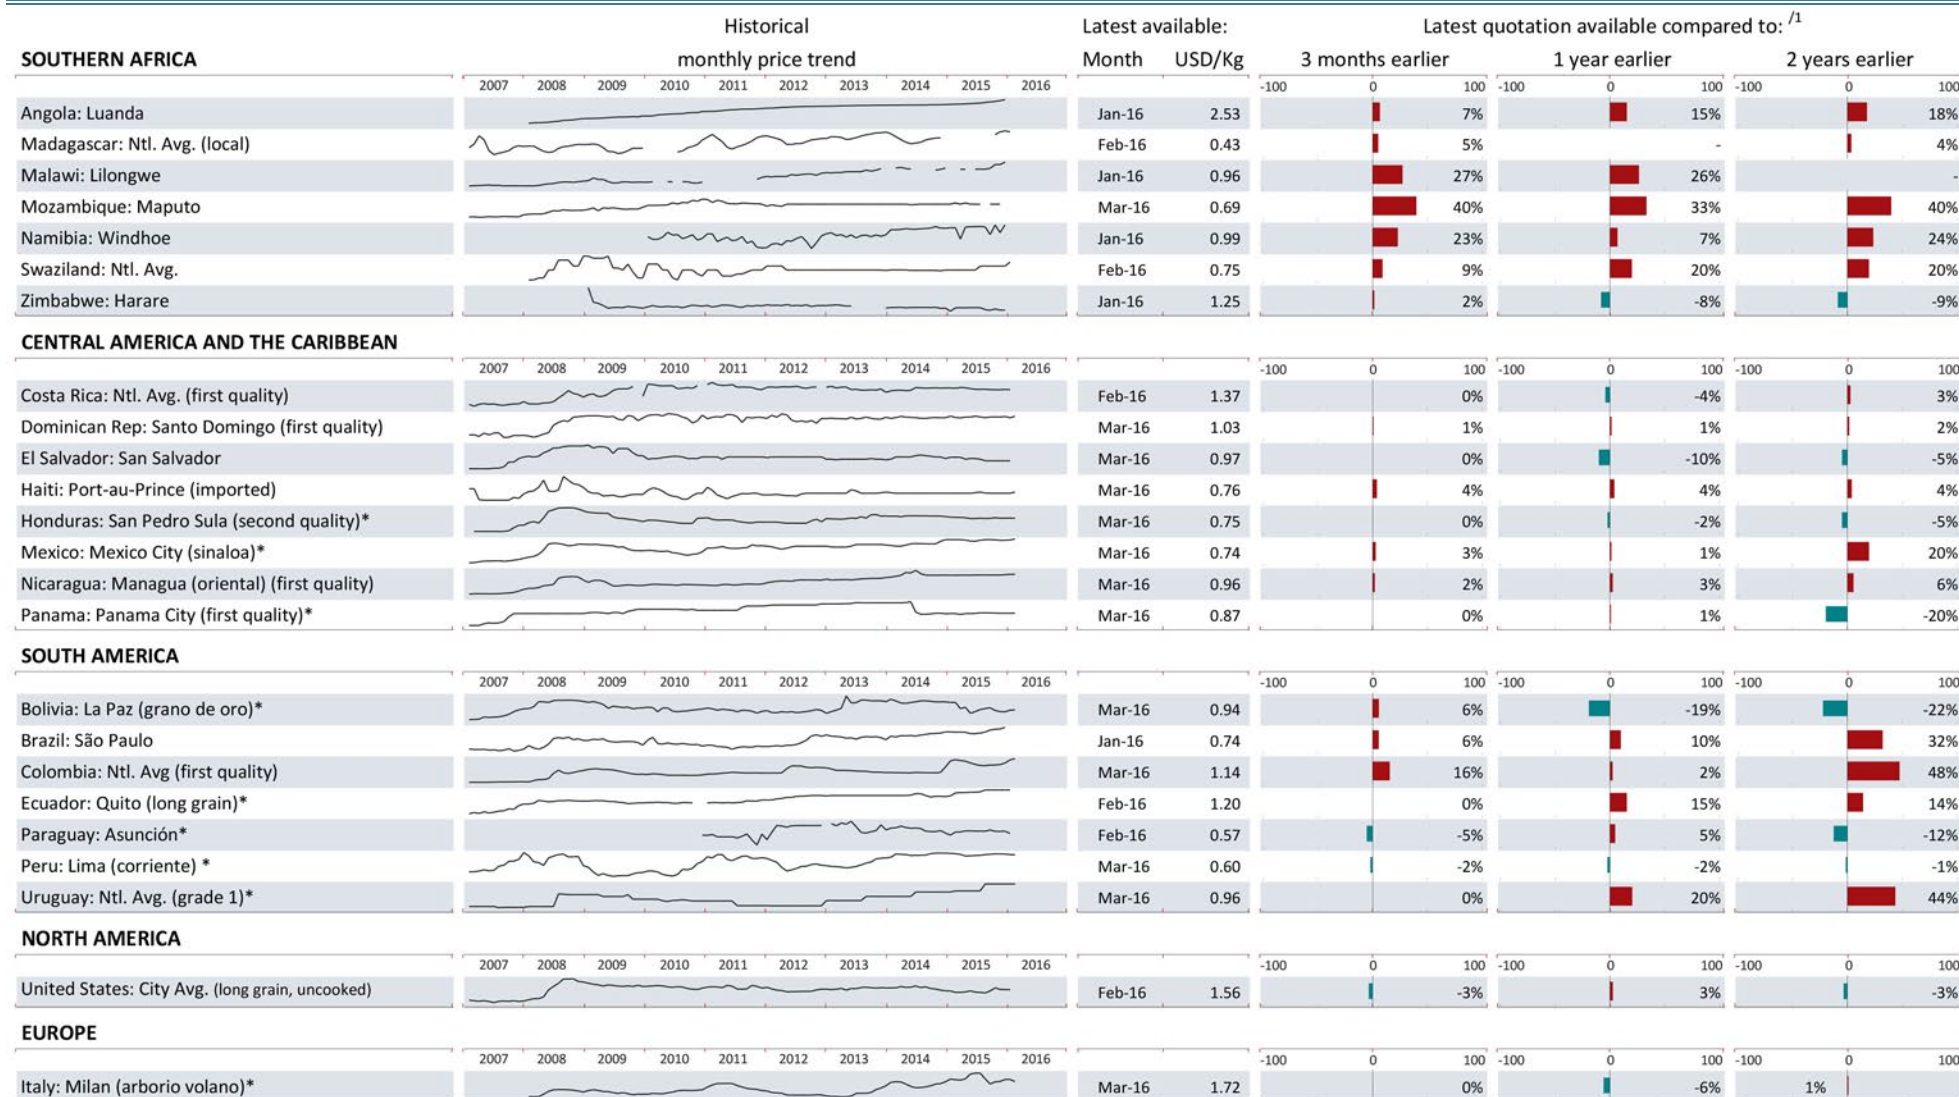 Historical Latest available: Latest quotation available compared to: /1
SOUTHERN AFRICA monthly price trend Month USD/Kg 3 months earlier 1 year earlier 2 years earlier
2007 2008 2009 2010 2011 2012 2013 2014 2015 2016 -100 0 100 -100 0 100 -100 0 100
Angola: Luanda Jan-16 2.53 7% 15% 18%
Madagascar: Ntl. Avg. (local) Feb-16 0.43 5% - 4%
Malawi: Lilongwe Jan-16 0.96 27% 26% -
Mozambique: Maputo Mar-16 0.69 40% 33% 40%
Namibia: Windhoe Jan-16 0.99 23% 7% 24%
Swaziland: Ntl. Avg. Feb-16 0.75 9% 20% 20%
Zimbabwe: Harare Jan-16 1.25 2% -8% -9%
CENTRAL AMERICA AND THE CARIBBEAN
2007 2008 2009 2010 2011 2012 2013 2014 2015 2016 -100 0 100 -100 0 100 -100 0 100
Costa Rica: Ntl. Avg. (first quality) Feb-16 1.37 0% -4% 3%
Dominican Rep: Santo Domingo (first quality) Mar-16 1.03 1% 1% 2%
El Salvador: San Salvador Mar-16 0.97 0% -10% -5%
Haiti: Port-au-Prince (imported) Mar-16 0.76 4% 4% 4%
Honduras: San Pedro Sula (second quality)* Mar-16 0.75 0% -2% -5%
Mexico: Mexico City (sinaloa)* Mar-16 0.74 3% 1% 20%
Nicaragua: Managua (oriental) (first quality) Mar-16 0.96 2% 3% 6%
Panama: Panama City (first quality)* Mar-16 0.87 0% 1% -20%
SOUTH AMERICA
2007 2008 2009 2010 2011 2012 2013 2014 2015 2016 -100 0 100 -100 0 100 -100 0 100
Bolivia: La Paz (grano de oro)* Mar-16 0.94 6% -19% -22%
Brazil: São Paulo Jan-16 0.74 6% 10% 32%
Colombia: Ntl. Avg (first quality) Mar-16 1.14 16% 2% 48%
Ecuador: Quito (long grain)* Feb-16 1.20 0% 15% 14%
Paraguay: Asunción* Feb-16 0.57 -5% 5% -12%
Peru: Lima (corriente) * Mar-16 0.60 -2% -2% -1%
Uruguay: Ntl. Avg. (grade 1)* Mar-16 0.96 0% 20% 44%
NORTH AMERICA
2007 2008 2009 2010 2011 2012 2013 2014 2015 2016 -100 0 100 -100 0 100 -100 0 100
United States: City Avg. (long grain, uncooked) Feb-16 1.56 -3% 3% -3%
EUROPE
2007 2008 2009 2010 2011 2012 2013 2014 2015 2016 -100 0 100 -100 0 100 -100 0 100
Italy: Milan (arborio volano)* Mar-16 1.72 0% -6% 1%